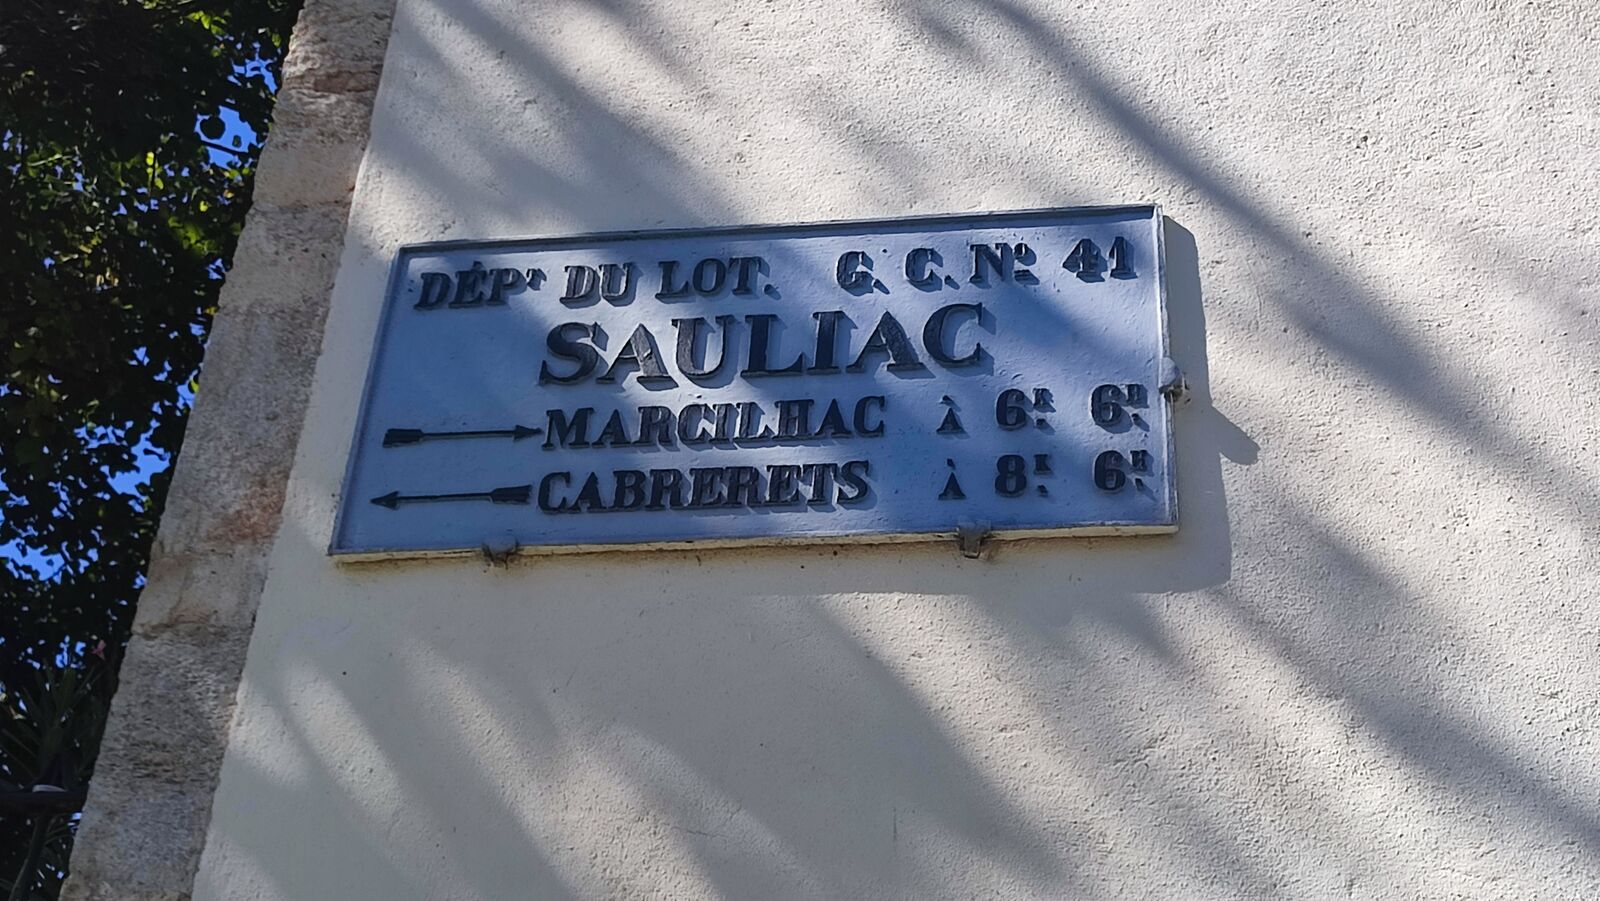 DÉPT DU LOT. G. C. No. 41
SAULIAC
MARCILHAC À 6K. 6H.
CABRERETS À 8K. 6H.